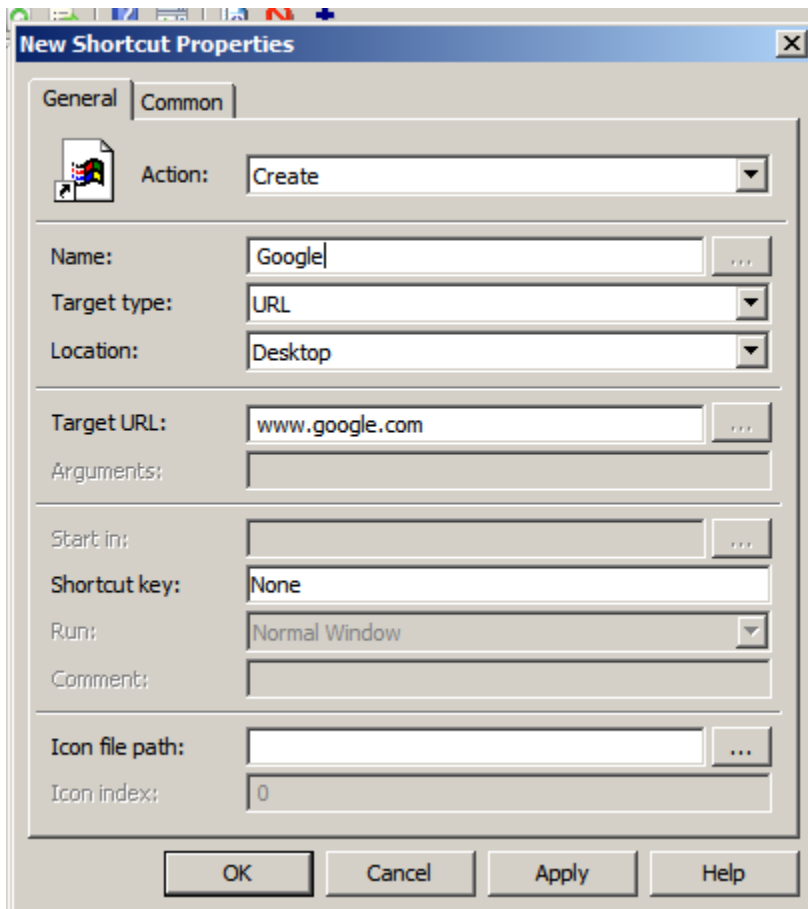 New Shortcut Properties
General Common
Action: Create
Name: Google ...
Target type: URL
Location: Desktop
Target URL: www.google.com ...
Arguments:
Start in: ...
Shortcut key: None
Run: Normal Window
Comment:
Icon file path: ...
Icon index: 0
OK Cancel Apply Help